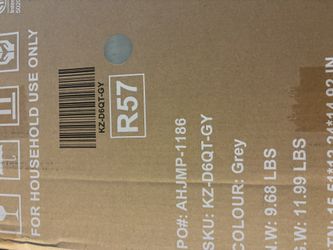 FOR HOUSEHOLD USE ONLY
KZ-D6QT-GY
R57
PO#: AHJMP-1186
SKU: KZ-D6QT-GY
COLOUR: Grey
N.W: 9.68 LBS
G.W: 11.99 LBS